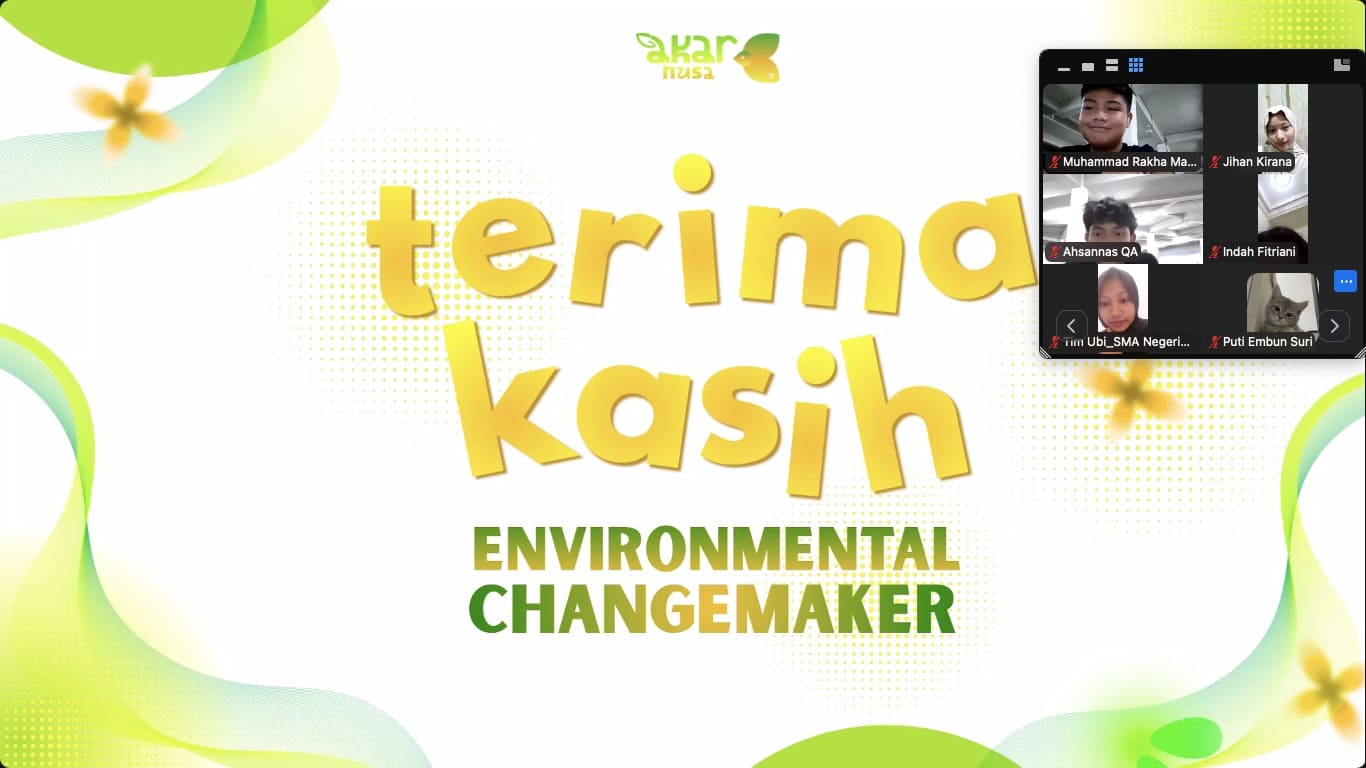 akar
nusa
terima
kasih
ENVIRONMENTAL
CHANGEMAKER
Muhammad Rakha Ma...
Jihan Kirana
Ahsannas QA
Indah Fitriani
Tim Ubi_SMA Negeri...
Puti Embun Suri